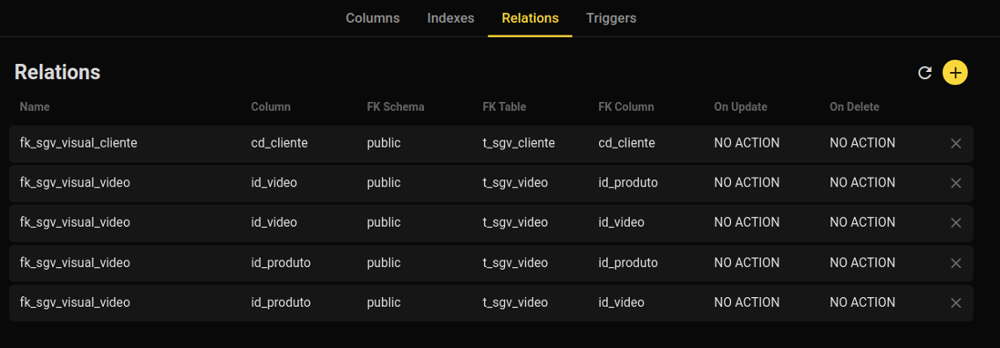 Columns Indexes Relations Triggers
Relations
Name Column FK Schema FK Table FK Column On Update On Delete
fk_sgv_visual_cliente cd_cliente public t_sgv_cliente cd_cliente NO ACTION NO ACTION
fk_sgv_visual_video id_video public t_sgv_video id_produto NO ACTION NO ACTION
fk_sgv_visual_video id_video public t_sgv_video id_video NO ACTION NO ACTION
fk_sgv_visual_video id_produto public t_sgv_video id_produto NO ACTION NO ACTION
fk_sgv_visual_video id_produto public t_sgv_video id_video NO ACTION NO ACTION